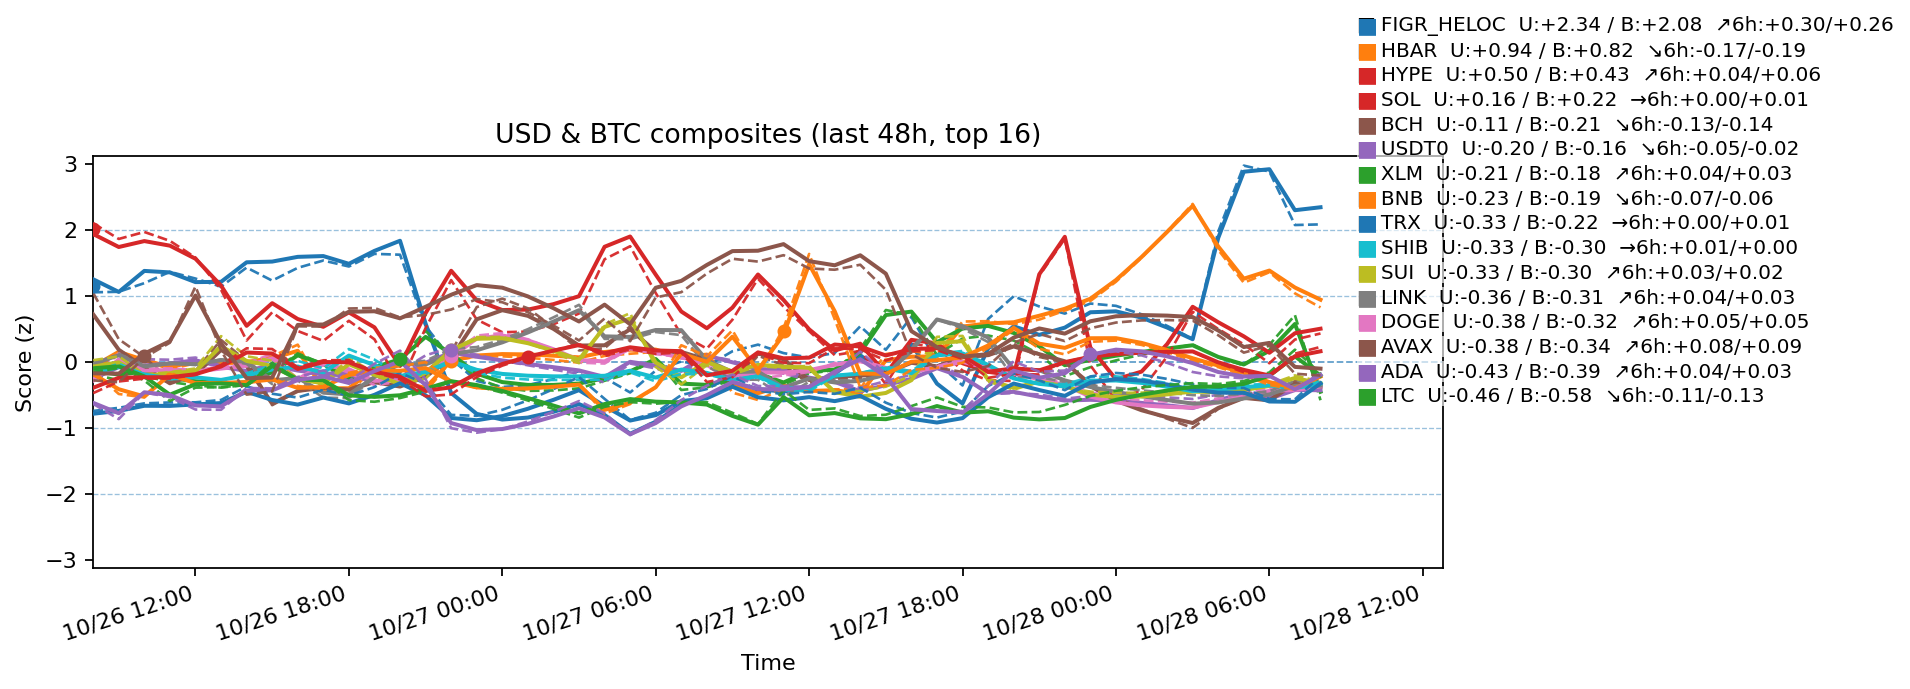 FIGR_HELOC U:+2.34 / B:+2.08 ↗6h:+0.30/+0.26
HBAR U:+0.94 / B:+0.82 ↘6h:-0.17/-0.19
HYPE U:+0.50 / B:+0.43 ↗6h:+0.04/+0.06
SOL U:+0.16 / B:+0.22 →6h:+0.00/+0.01
BCH U:-0.11 / B:-0.21 ↘6h:-0.13/-0.14
USDT0 U:-0.20 / B:-0.16 ↘6h:-0.05/-0.02
XLM U:-0.21 / B:-0.18 ↗6h:+0.04/+0.03
BNB U:-0.23 / B:-0.19 ↘6h:-0.07/-0.06
TRX U:-0.33 / B:-0.22 →6h:+0.00/+0.01
SHIB U:-0.33 / B:-0.30 →6h:+0.01/+0.00
SUI U:-0.33 / B:-0.30 ↗6h:+0.03/+0.02
LINK U:-0.36 / B:-0.31 ↗6h:+0.04/+0.03
DOGE U:-0.38 / B:-0.32 ↗6h:+0.05/+0.05
AVAX U:-0.38 / B:-0.34 ↗6h:+0.08/+0.09
ADA U:-0.43 / B:-0.39 ↗6h:+0.04/+0.03
LTC U:-0.46 / B:-0.58 ↘6h:-0.11/-0.13
USD & BTC composites (last 48h, top 16)
Score (z)
3
2
1
0
−1
−2
−3
10/26 12:00
10/26 18:00
10/27 00:00
10/27 06:00
10/27 12:00
10/27 18:00
10/28 00:00
10/28 06:00
10/28 12:00
Time